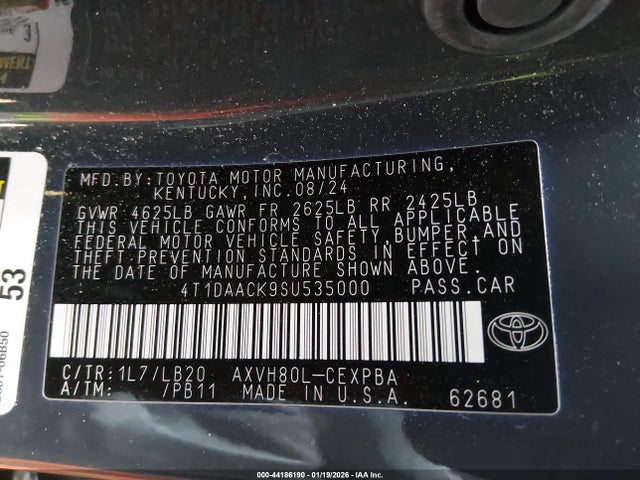 MFD.BY:TOYOTA MOTOR MANUFACTURING,
KENTUCKY,INC.08/24
GVWR 4625LB GAWR FR 2625LB RR 2425LB
THIS VEHICLE CONFORMS TO ALL APPLICABLE
FEDERAL MOTOR VEHICLE SAFETY,BUMPER,AND
THEFT PREVENTION STANDARDS IN EFFECT ON
THE DATE OF MANUFACTURE SHOWN ABOVE.
4T1DAACK9SU535000 PASS.CAR
C/TR:1L7/LB20 AXVH80L-CEXPBA
A/TM: /PB11 MADE IN U.S.A. 62681
53
000-44186190 - 01/19/2026 - IAA Inc.